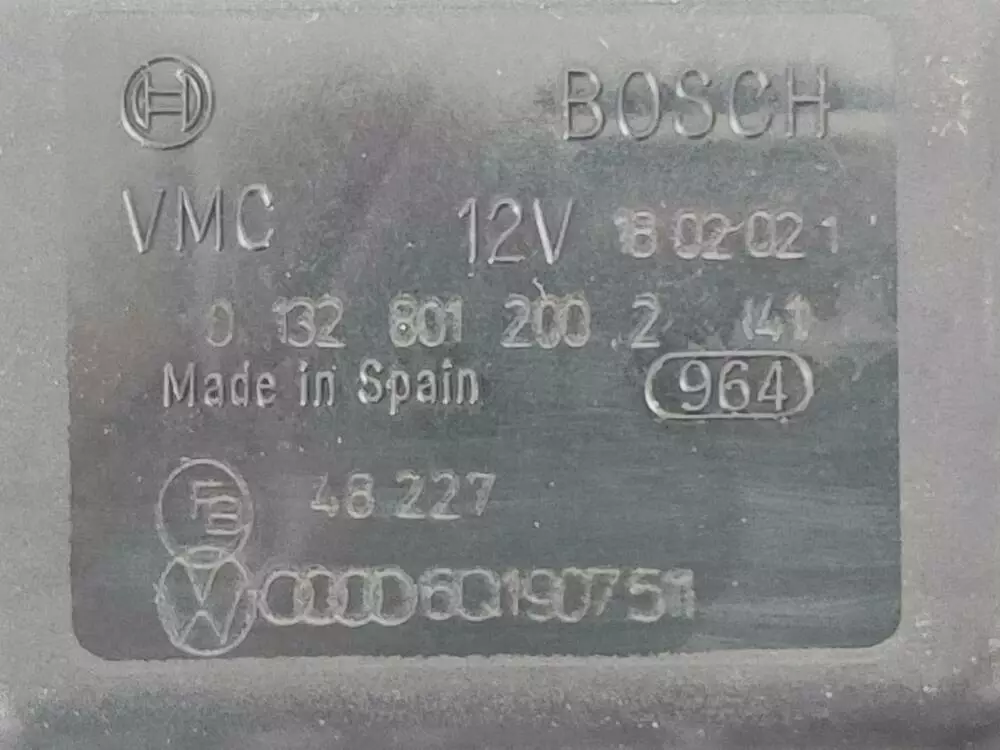 BOSCH
VMC 12V 18 02 02 1
0 132 801 200 2 141
Made in Spain 964
48 227
6Q1907511